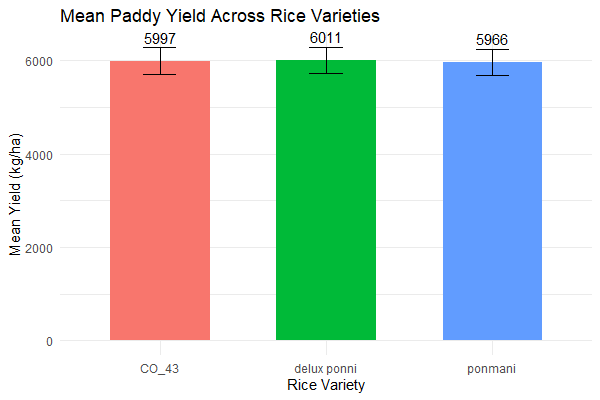 Mean Paddy Yield Across Rice Varieties
5997
6011
5966
6000
4000
2000
0
Mean Yield (kg/ha)
CO_43
delux ponni
ponmani
Rice Variety